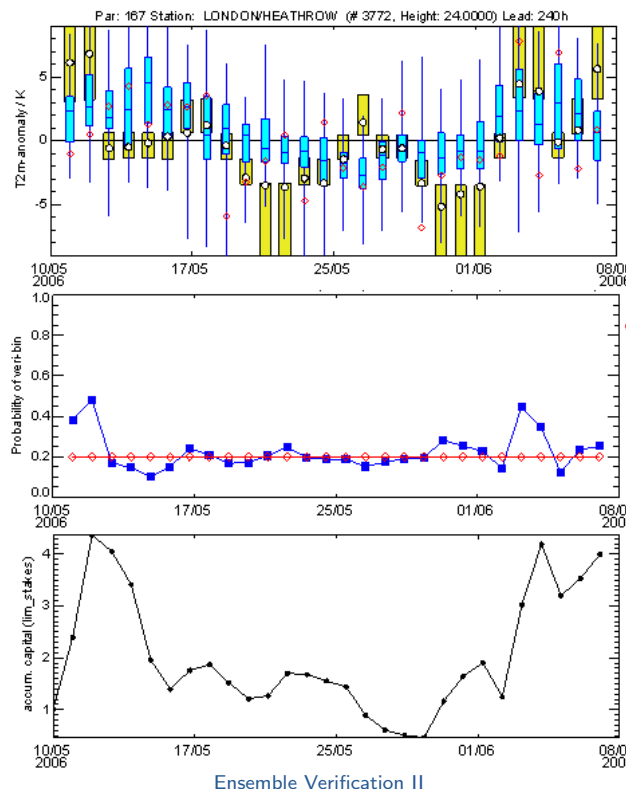 Par: 167 Station: LONDON/HEATHROW (# 3772, Height: 24.0000) Lead: 240h
T2m-anomaly / K
5
0
-5
10/05 17/05 25/05 01/06 08/0
2006 2006
Probability of veri-bin
1.0
0.8
0.6
0.4
0.2
0.0
10/05 17/05 25/05 01/06 08/0
2006 200
accum. capital (lim_stakes)
4
3
2
1
10/05 17/05 25/05 01/06 08/0
2006 200
Ensemble Verification II